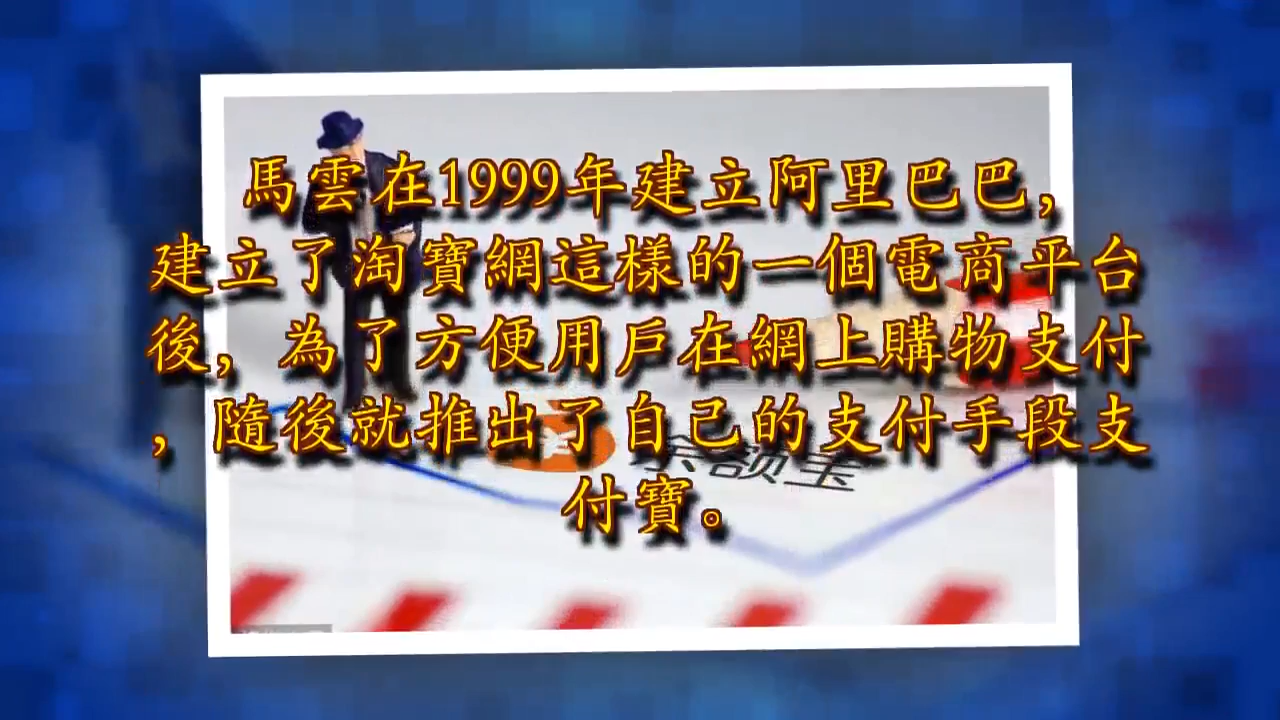 馬雲在1999年建立阿里巴巴，
建立了淘寶網這樣的一個電商平台
後，為了方便用戶在網上購物支付
，隨後就推出了自己的支付手段支
付寶。
余额宝